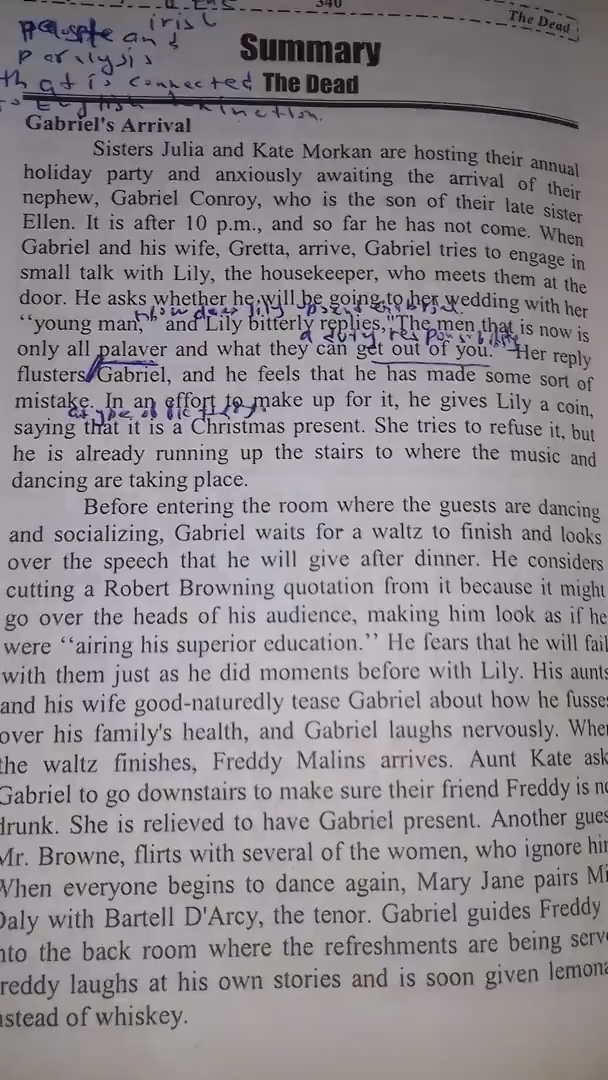 340
The Dead
iris
and
paralysis
that is connected
to English
Summary
The Dead
Gabriel's Arrival
Sisters Julia and Kate Morkan are hosting their annual
holiday party and anxiously awaiting the arrival of their
nephew, Gabriel Conroy, who is the son of their late sister
Ellen. It is after 10 p.m., and so far he has not come. When
Gabriel and his wife, Gretta, arrive, Gabriel tries to engage in
small talk with Lily, the housekeeper, who meets them at the
door. He asks whether he will be going to her wedding with her
how does lily upset
‘‘young man,’’ and Lily bitterly replies, "The men that is now is
a duty, responsibility
only all palaver and what they can get out of you." Her reply
flusters Gabriel, and he feels that he has made some sort of
mistake. In an effort to make up for it, he gives Lily a coin,
a type of
saying that it is a Christmas present. She tries to refuse it, but
he is already running up the stairs to where the music and
dancing are taking place.
Before entering the room where the guests are dancing
and socializing, Gabriel waits for a waltz to finish and looks
over the speech that he will give after dinner. He considers
cutting a Robert Browning quotation from it because it might
go over the heads of his audience, making him look as if he
were ‘‘airing his superior education.’’ He fears that he will fail
with them just as he did moments before with Lily. His aunts
and his wife good-naturedly tease Gabriel about how he fusses
over his family's health, and Gabriel laughs nervously. When
the waltz finishes, Freddy Malins arrives. Aunt Kate ask
Gabriel to go downstairs to make sure their friend Freddy is no
drunk. She is relieved to have Gabriel present. Another gues
Mr. Browne, flirts with several of the women, who ignore hi
When everyone begins to dance again, Mary Jane pairs Mi
Daly with Bartell D'Arcy, the tenor. Gabriel guides Freddy
nto the back room where the refreshments are being serv
reddy laughs at his own stories and is soon given lemona
nstead of whiskey.